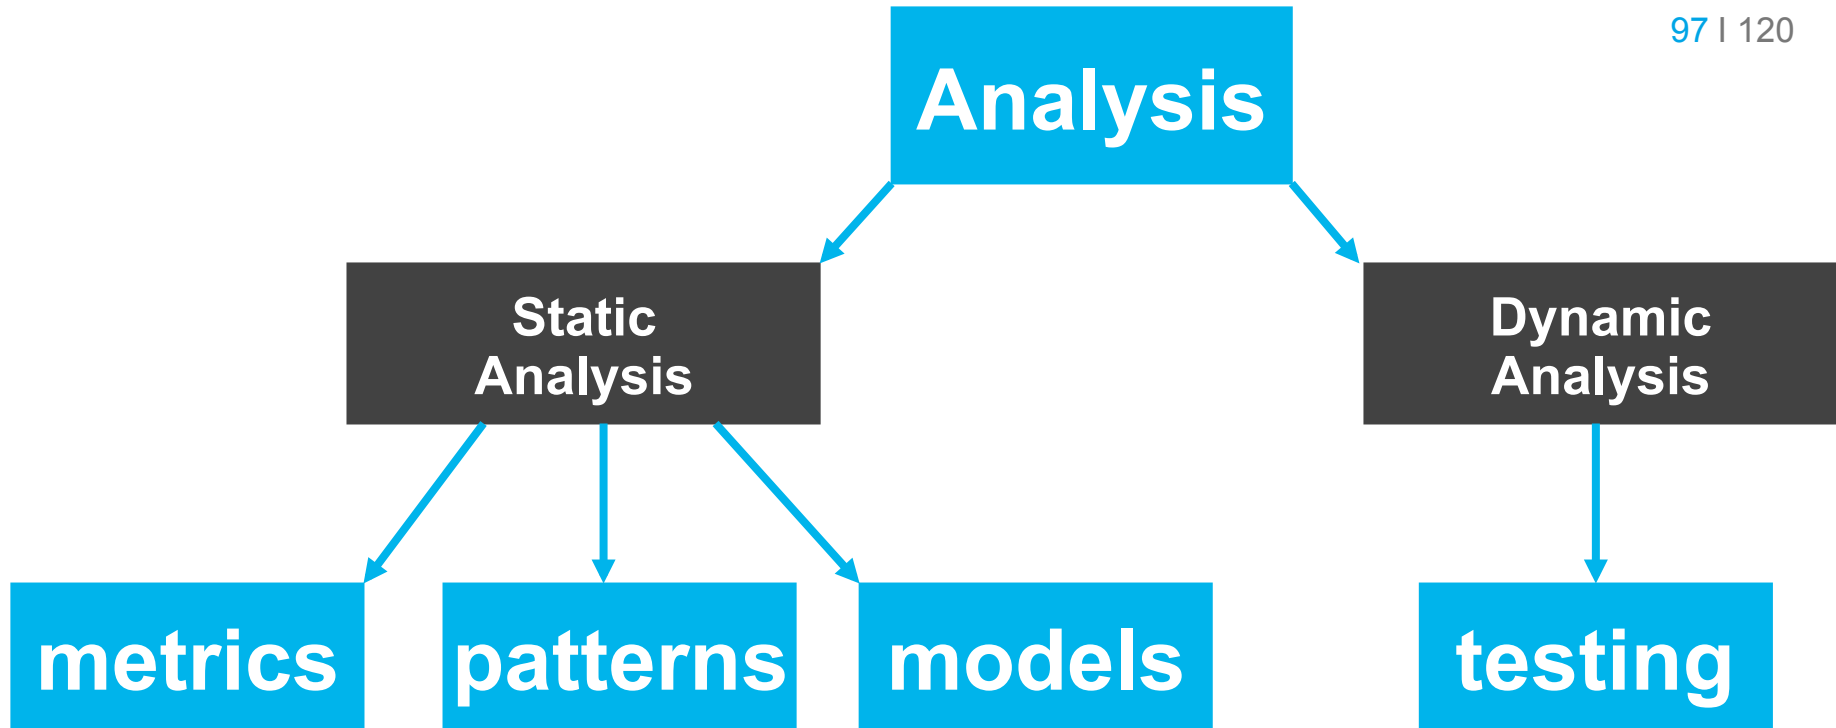 97 I 120
Analysis
Static
Analysis
Dynamic
Analysis
metrics
patterns
models
testing